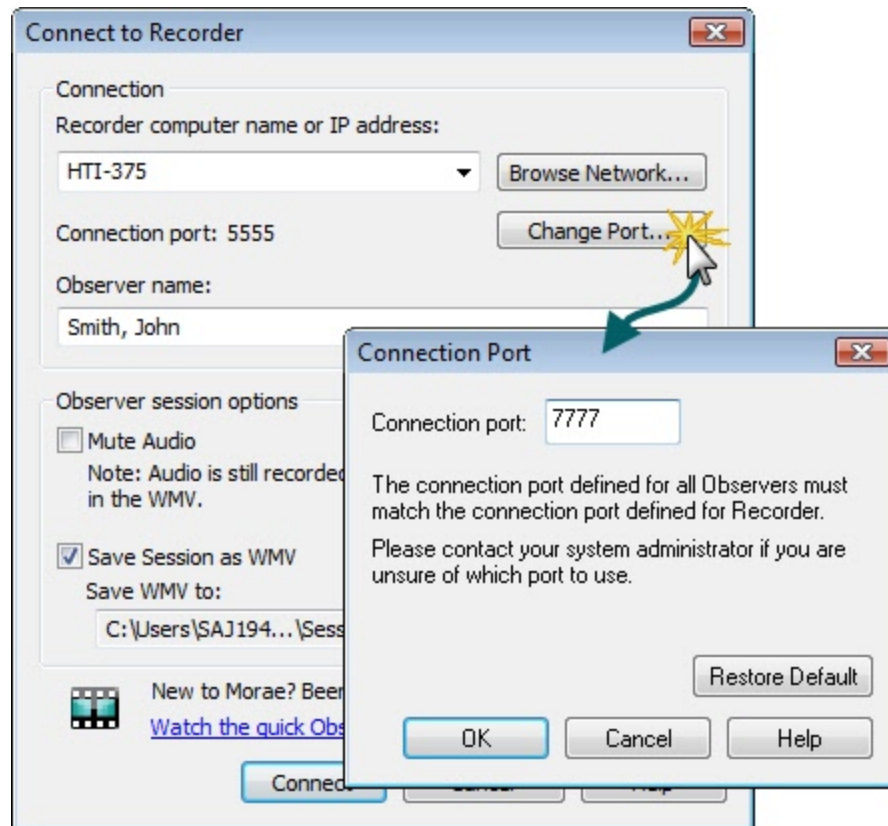 Connect to Recorder
Connection
Recorder computer name or IP address:
HTI-375
Browse Network...
Connection port: 5555
Change Port...
Observer name:
Smith, John
Observer session options
Mute Audio
Note: Audio is still recorded
in the WMV.
Save Session as WMV
Save WMV to:
C:\Users\SAJ194...\Sess
New to Morae? Beer
Watch the quick Obs
Connect
Connection Port
Connection port: 7777
The connection port defined for all Observers must
match the connection port defined for Recorder.
Please contact your system administrator if you are
unsure of which port to use.
Restore Default
OK
Cancel
Help